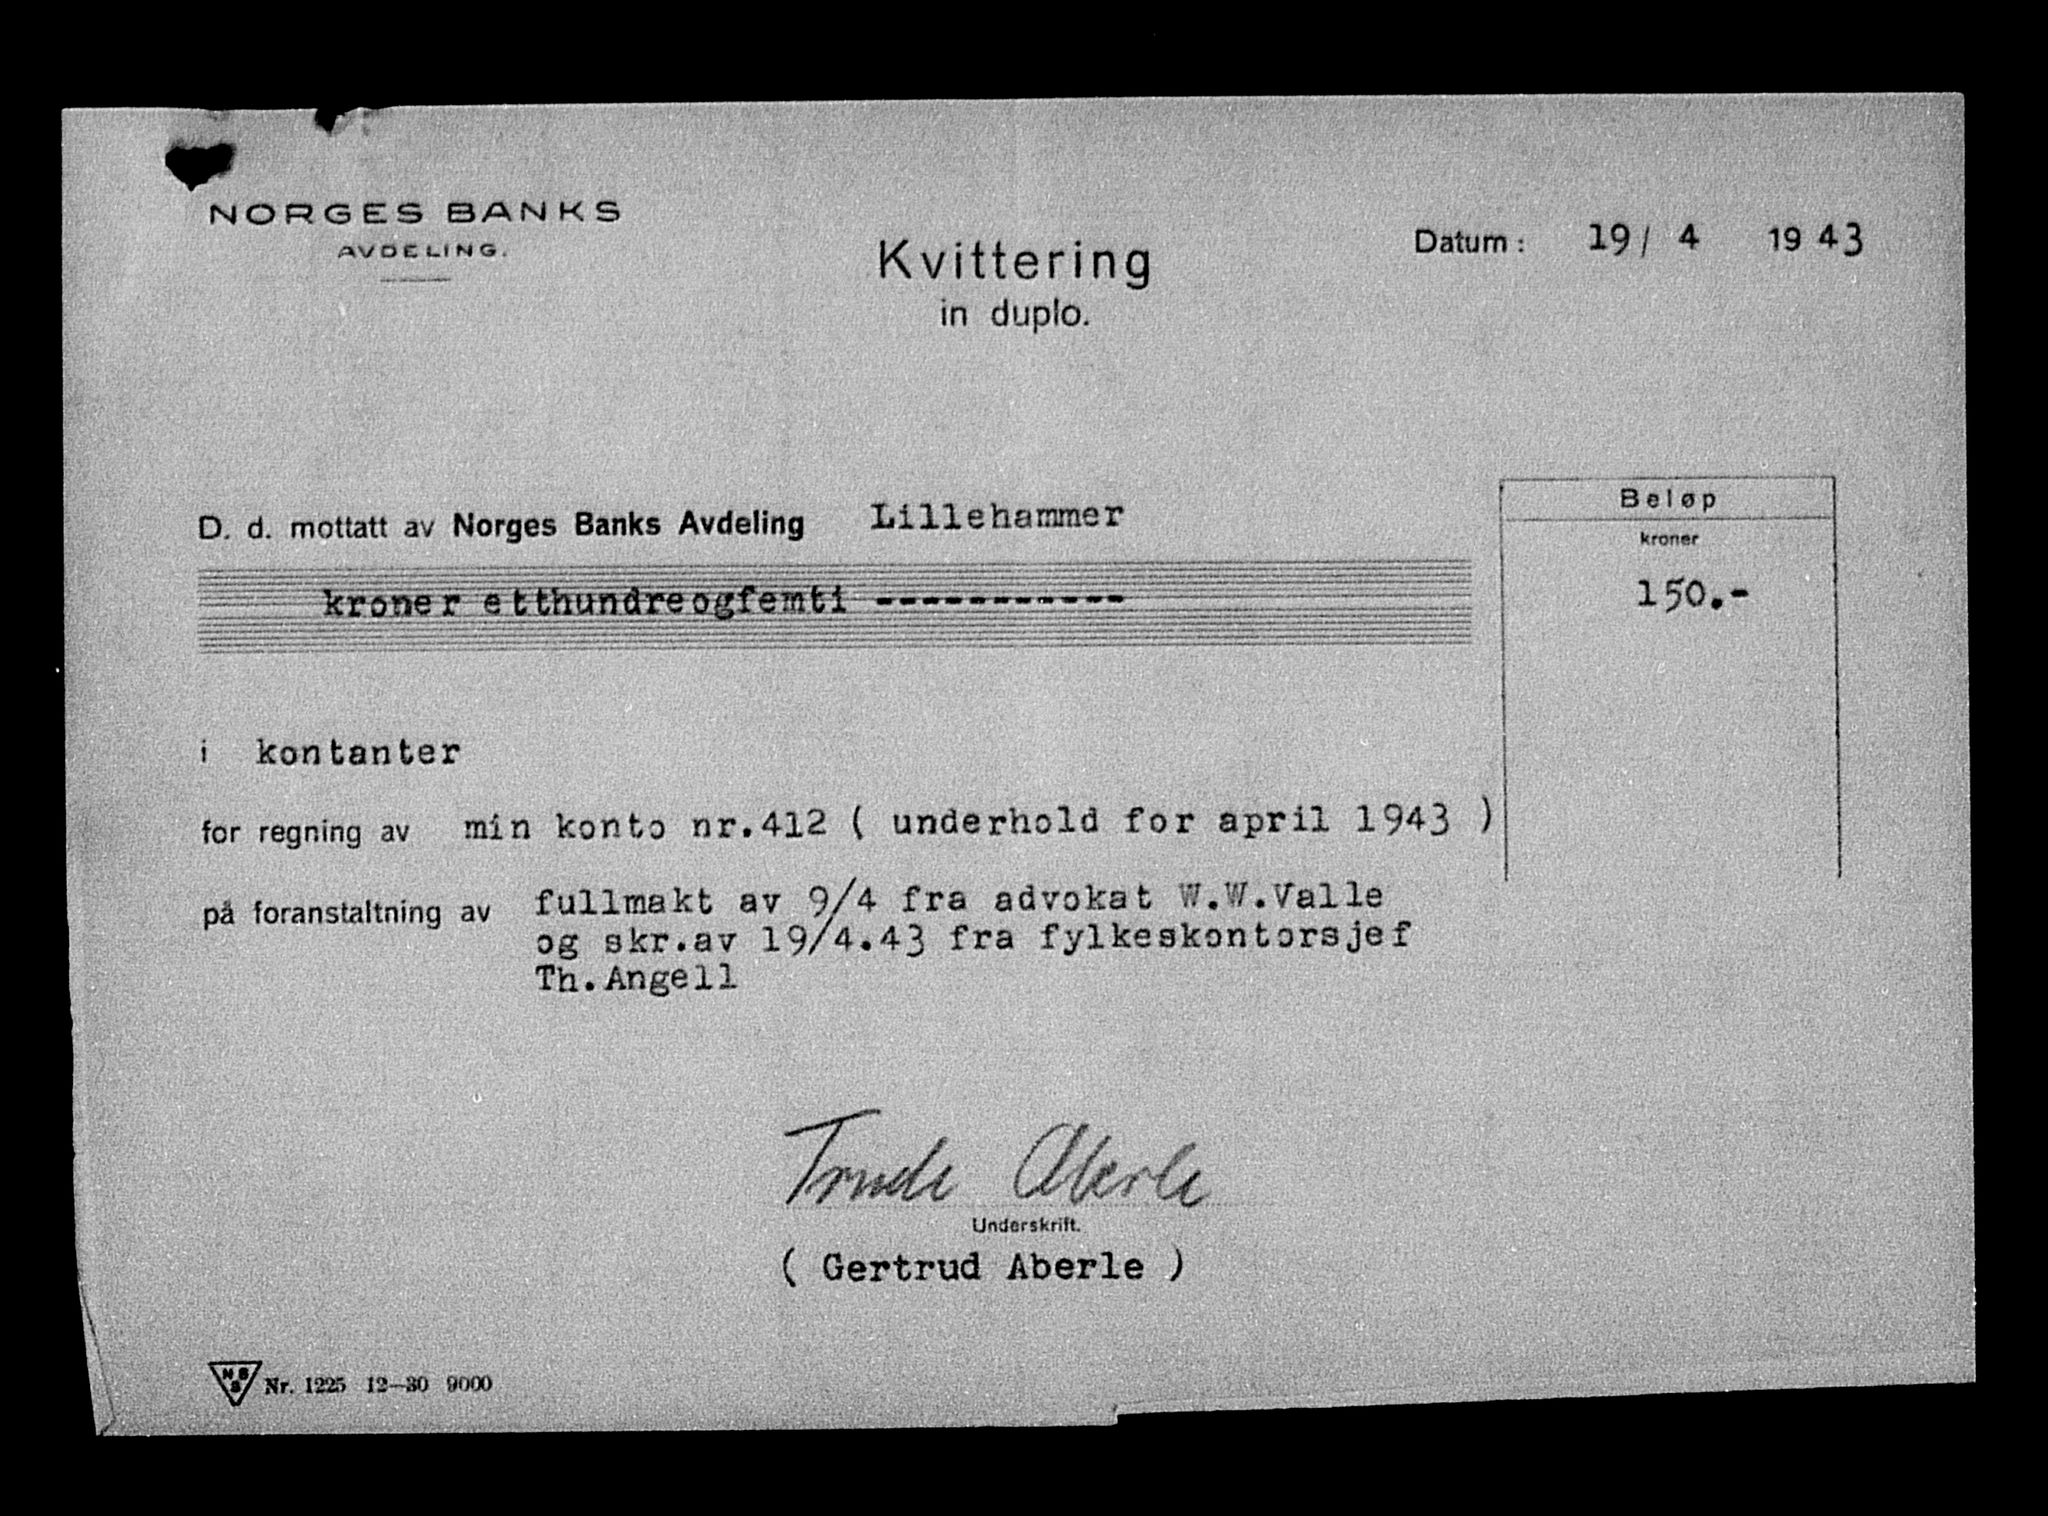 NORGES BANKS
AVDELING.
Kvittering
in duplo.
Datum: 19/ 4 1943
D. d. mottatt av Norges Banks Avdeling Lillehammer
kroner etthundreogfemti -----------
Beløp
kroner
150.-
i kontanter
for regning av min konto nr.412 ( underhold for april 1943 )
på foranstaltning av fullmakt av 9/4 fra advokat W.W.Valle
og skr.av 19/4.43 fra fylkeskontorsjef
Th.Angell
Trude Aberle
Underskrift.
( Gertrud Aberle )
Nr. 1225 12-30 9000